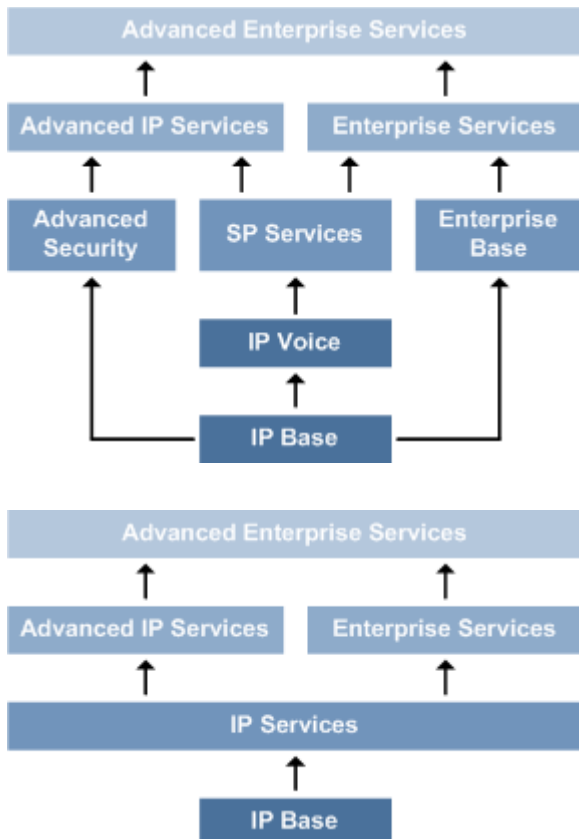 Advanced Enterprise Services
Advanced IP Services
Enterprise Services
Advanced
Security
SP Services
Enterprise
Base
IP Voice
IP Base
Advanced Enterprise Services
Advanced IP Services
Enterprise Services
IP Services
IP Base